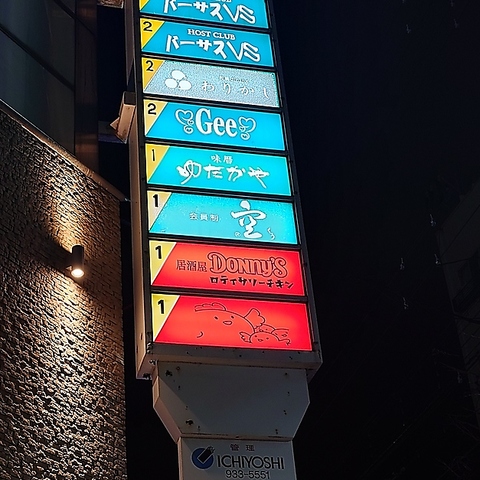 バーサスVS
2
HOST CLUB
バーサスVS
2
わりがし
2
Gee
1
味暦
ゆたかや
1
会員制
空
1
居酒屋 DONNY'S
ロティサリーチキン
1
管理
ICHIYOSHI
933-5551